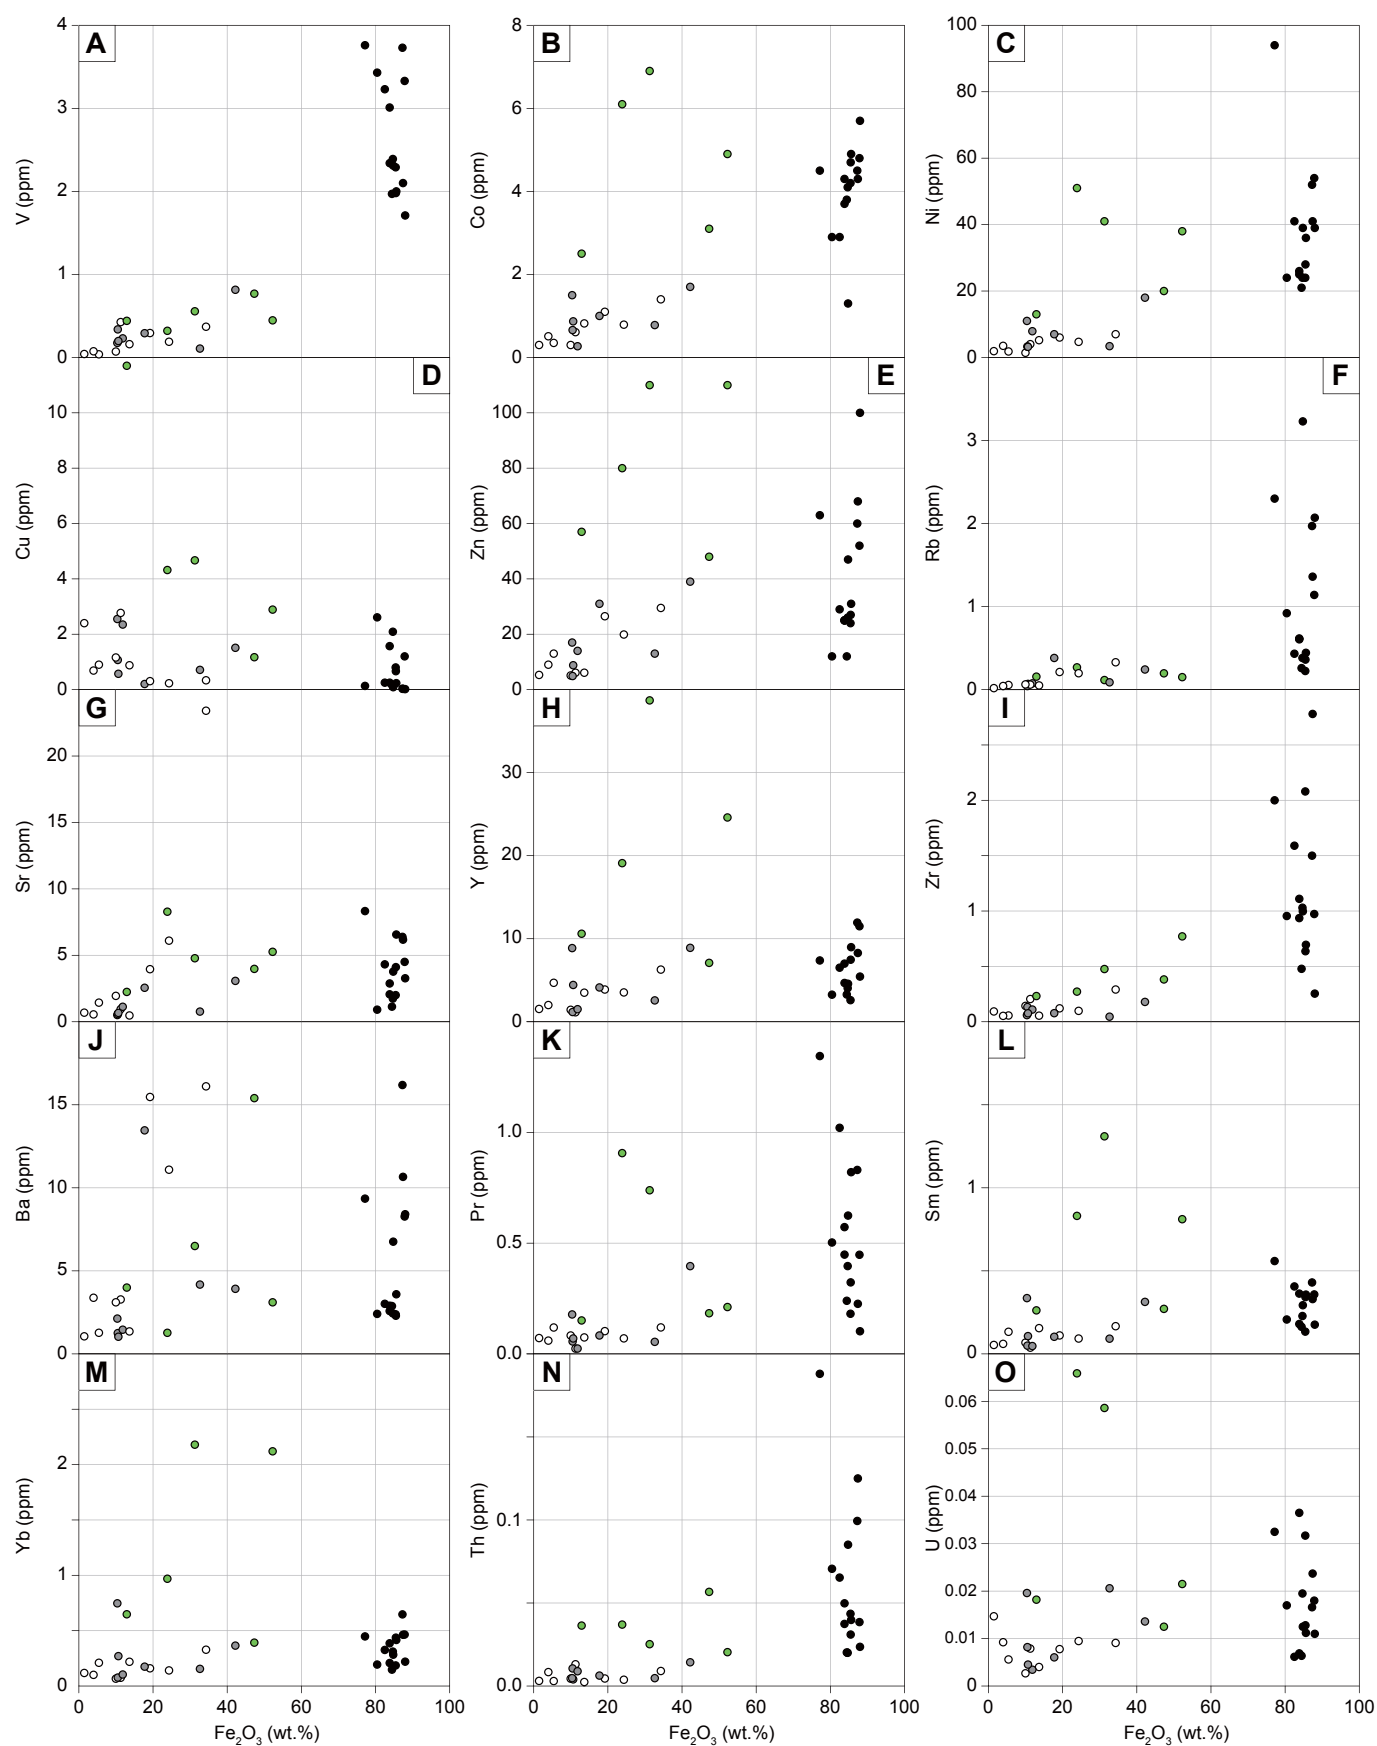 A
4
3
2
1
0
V (ppm)
B
8
6
4
2
0
Co (ppm)
C
100
80
60
40
20
0
Ni (ppm)
D
10
8
6
4
2
0
Cu (ppm)
E
100
80
60
40
20
0
Zn (ppm)
F
3
2
1
0
Rb (ppm)
G
20
15
10
5
0
Sr (ppm)
H
30
20
10
0
Y (ppm)
I
2
1
0
Zr (ppm)
J
15
10
5
0
Ba (ppm)
K
1.0
0.5
0.0
Pr (ppm)
L
1
0
Sm (ppm)
M
2
1
0
Yb (ppm)
0 20 40 60 80 100
Fe₂O₃ (wt.%)
N
0.1
0.0
Th (ppm)
0 20 40 60 80 100
Fe₂O₃ (wt.%)
O
0.06
0.05
0.04
0.03
0.02
0.01
0.00
U (ppm)
0 20 40 60 80 100
Fe₂O₃ (wt.%)